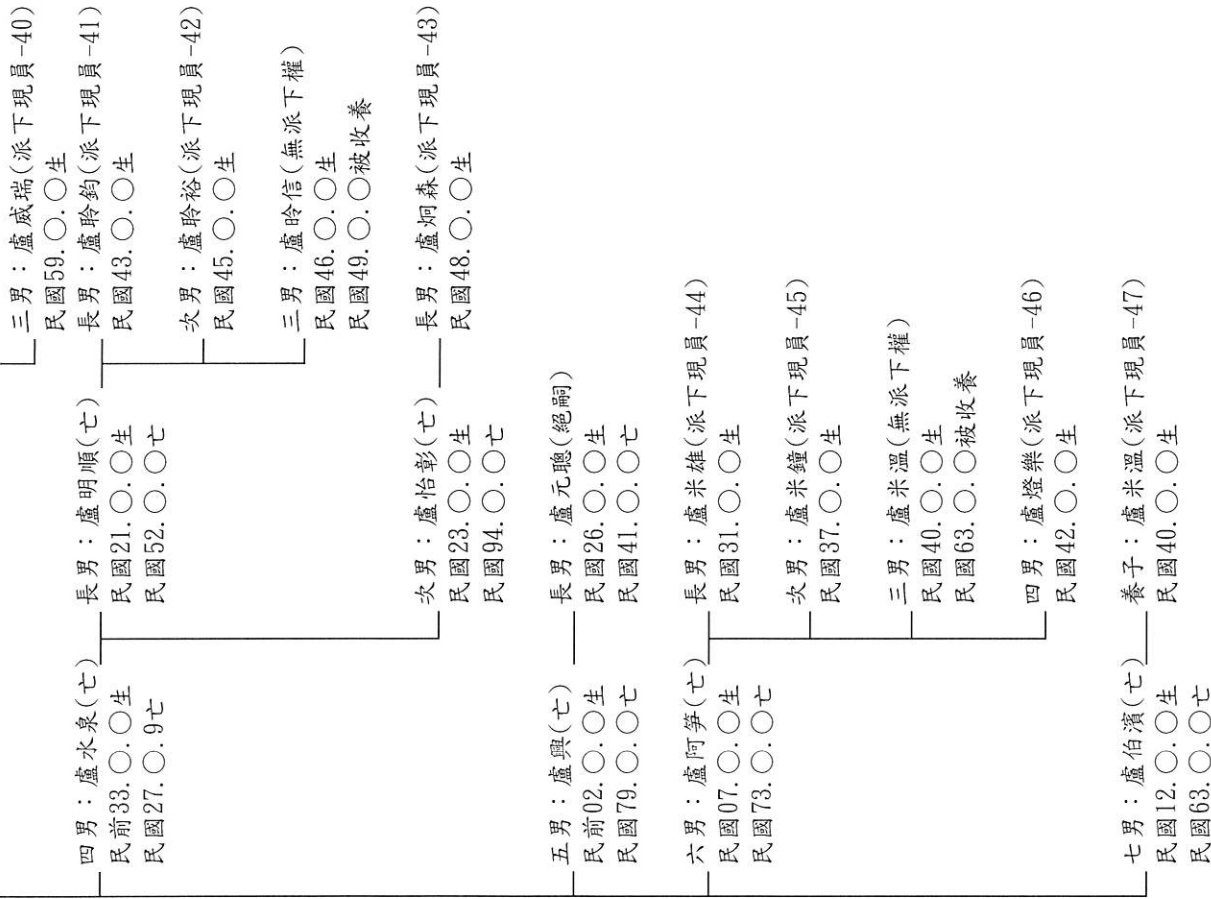 三男：盧威瑞(派下現員-40)
民國59.○.○生
四男：盧水泉(亡)
民前33.○.○生
民國27.○.9亡
長男：盧明順(亡)
民國21.○.○生
民國52.○.○亡
長男：盧聆鈞(派下現員-41)
民國43.○.○生
次男：盧聆裕(派下現員-42)
民國45.○.○生
三男：盧昤信(無派下權)
民國46.○.○生
民國49.○.○被收養
次男：盧怡彰(亡)
民國23.○.○生
民國94.○.○亡
長男：盧炯森(派下現員-43)
民國48.○.○生
五男：盧興(亡)
民前02.○.○生
民國79.○.○亡
長男：盧元聰(絕嗣)
民國26.○.○生
民國41.○.○亡
六男：盧阿笋(亡)
民國07.○.○生
民國73.○.○亡
長男：盧米雄(派下現員-44)
民國31.○.○生
次男：盧米鐘(派下現員-45)
民國37.○.○生
三男：盧米溫(無派下權)
民國40.○.○生
民國63.○.○被收養
四男：盧燈樂(派下現員-46)
民國42.○.○生
七男：盧伯濱(亡)
民國12.○.○生
民國63.○.○亡
養子：盧米溫(派下現員-47)
民國40.○.○生